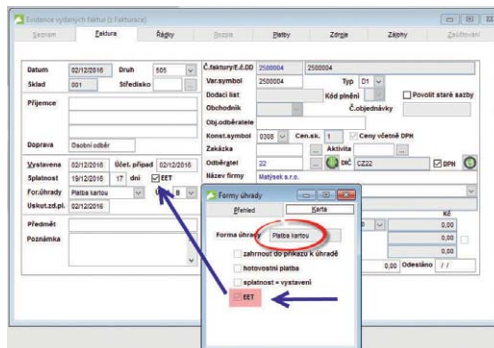 Evidence vydaných faktur (z Fakturace)
Seznam Faktura Řádky Rozpis Platby Zdroje Zálohy Zaúčtování
Datum 02/12/2016 Druh 505 Č.faktury/E.č.DD 2500004 2500004
Sklad 001 Středisko Var.symbol 2500004 Typ D1
Dodací list Kód plnění Povolit staré sazby
Příjemce Obchodník Č.objednávky
Obj.odběratele
Konst.symbol 0308 Cen.sk. 1 Ceny včetně DPH
Doprava Osobní odběr Zakázka Aktivita
Vystavena 02/12/2016 Účet. případ 02/12/2016 Odběratel 22 DIČ CZ22 DPH
Splatnost 19/12/2016 17 dní EET Název firmy Matýsek s.r.o.
For.úhrady Platba kartou 8
Uskut.zd.pl. 02/12/2016
Předmět
Poznámka
Kč
0,00
0,00
0,00
0,00 Odesláno / /
Formy úhrady
Přehled Karta
Forma úhrady Platba kartou
zahrnout do příkazů k úhradě
hotovostní platba
splatnost = vystavení
EET